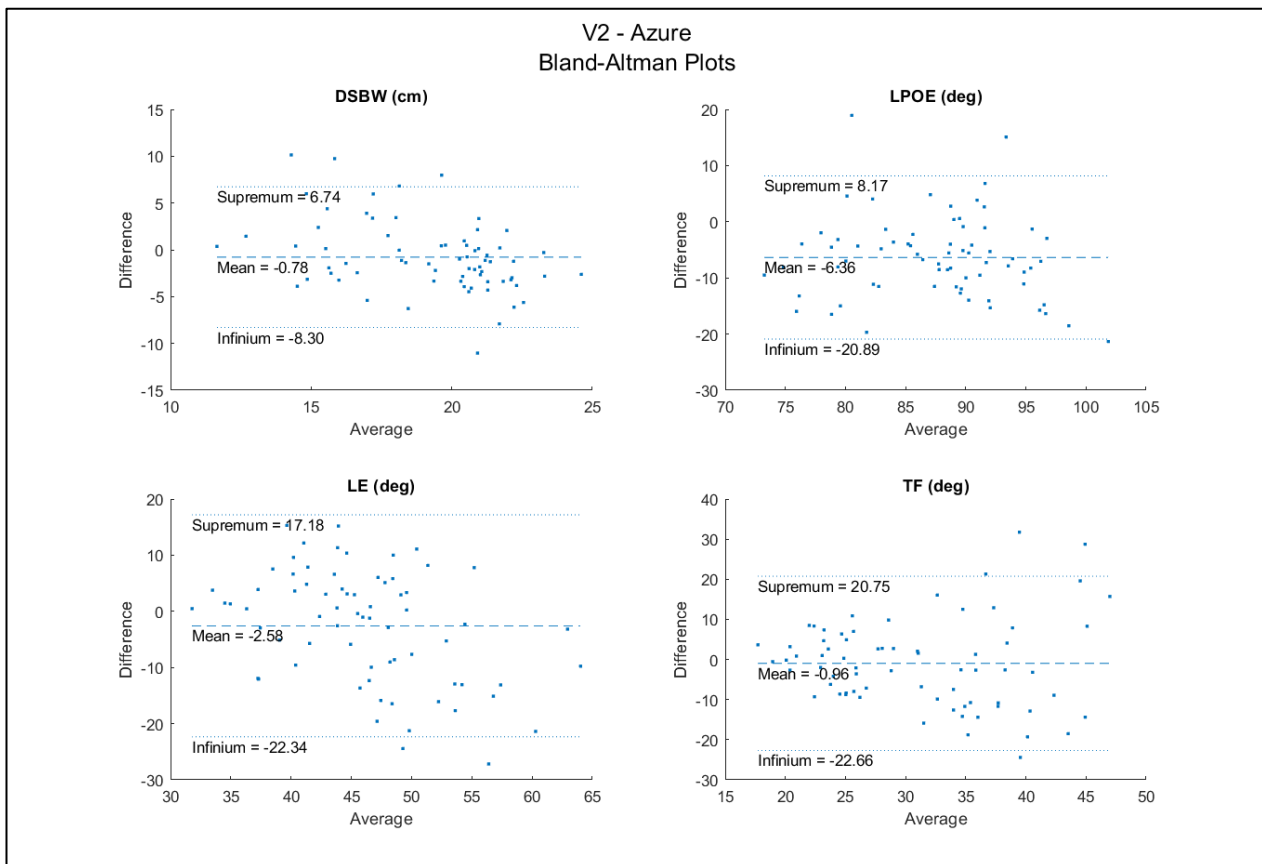 V2 - Azure
Bland-Altman Plots
DSBW (cm)
15
10
5
0
-5
-10
-15
Difference
Supremum = 6.74
Mean = -0.78
Infinium = -8.30
10
15
20
25
Average
LPOE (deg)
20
10
0
-10
-20
-30
Difference
Supremum = 8.17
Mean = -6.36
Infinium = -20.89
70
75
80
85
90
95
100
105
Average
LE (deg)
20
10
0
-10
-20
-30
Difference
Supremum = 17.18
Mean = -2.58
Infinium = -22.34
30
35
40
45
50
55
60
65
Average
TF (deg)
40
30
20
10
0
-10
-20
-30
Difference
Supremum = 20.75
Mean = -0.96
Infinium = -22.66
15
20
25
30
35
40
45
50
Average